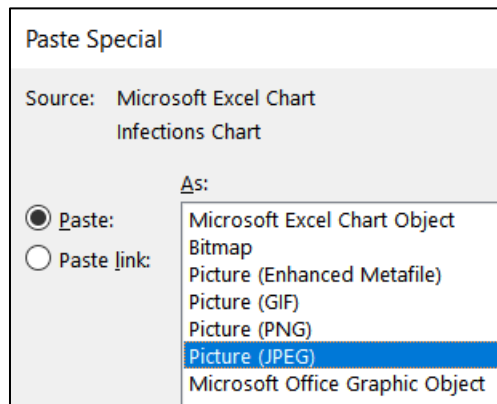 Paste Special
Source: Microsoft Excel Chart
Infections Chart
As:
Paste:
Paste link:
Microsoft Excel Chart Object
Bitmap
Picture (Enhanced Metafile)
Picture (GIF)
Picture (PNG)
Picture (JPEG)
Microsoft Office Graphic Object